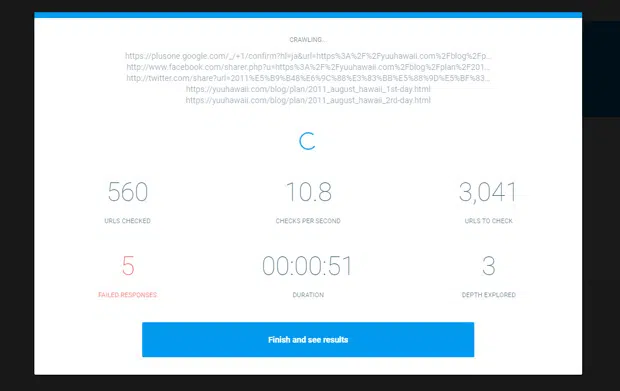 CRAWLING...
https://plusone.google.com/_/+1/confirm?hl=ja&url=https%3A%2F%2Fyuuhawaii.com%2Fblog%2Fp...
http://www.facebook.com/sharer.php?u=https%3A%2F%2Fyuuhawaii.com%2Fblog%2Fplan%2F201...
http://twitter.com/share?url=2011%E5%B9%B48%E6%9C%88%E3%83%BB%E5%88%9D%E5%BF%83...
https://yuuhawaii.com/blog/plan/2011_august_hawaii_1st-day.html
https://yuuhawaii.com/blog/plan/2011_august_hawaii_2rd-day.html
560
10.8
3,041
URLS CHECKED
CHECKS PER SECOND
URLS TO CHECK
5
00:00:51
3
FAILED RESPONSES
DURATION
DEPTH EXPLORED
Finish and see results